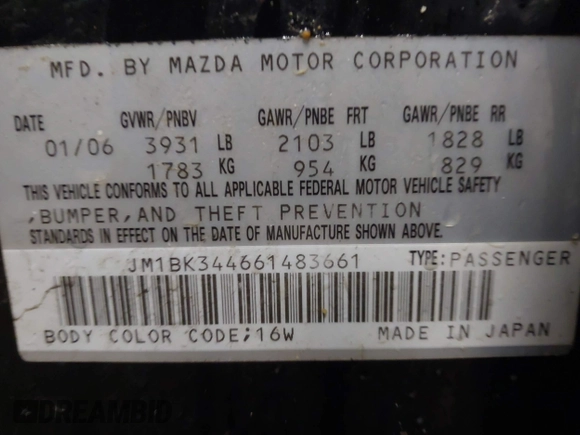 MFD. BY MAZDA MOTOR CORPORATION
DATE GVWR/PNBV GAWR/PNBE FRT GAWR/PNBE RR
01/06 3931 LB 2103 LB 1828 LB
1783 KG 954 KG 829 KG
THIS VEHICLE CONFORMS TO ALL APPLICABLE FEDERAL MOTOR VEHICLE SAFETY
,BUMPER,AND THEFT PREVENTION
STANDARDS IN EFFECT ON THE DATE OF MANUFACTURE SHOWN ABOVE.
JM1BK344661483661 TYPE:PASSENGER
BODY COLOR CODE;16W MADE IN JAPAN
DREAMBID